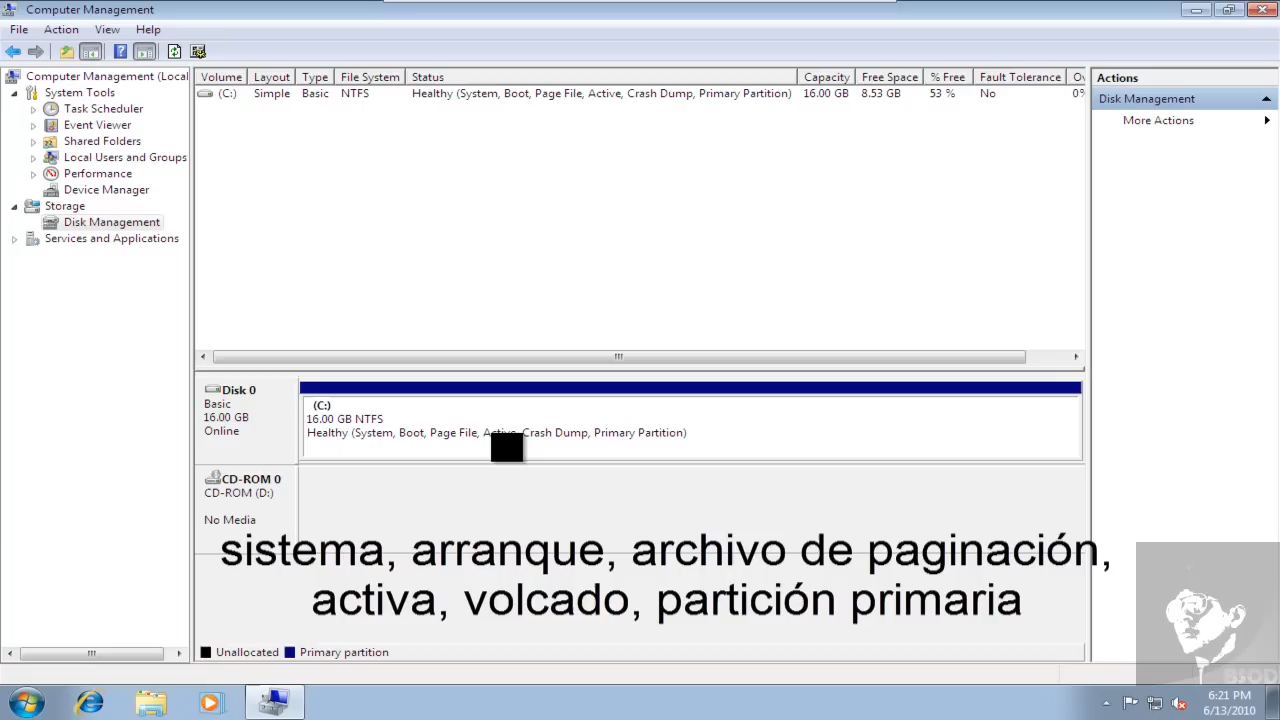 Computer Management
File Action View Help
Computer Management (Local
System Tools
Task Scheduler
Event Viewer
Shared Folders
Local Users and Groups
Performance
Device Manager
Storage
Disk Management
Services and Applications
Volume Layout Type File System Status Capacity Free Space % Free Fault Tolerance Ov
(C:) Simple Basic NTFS Healthy (System, Boot, Page File, Active, Crash Dump, Primary Partition) 16.00 GB 8.53 GB 53 % No 0%
Actions
Disk Management
More Actions
Disk 0
Basic
16.00 GB
Online
(C:)
16.00 GB NTFS
Healthy (System, Boot, Page File, Active, Crash Dump, Primary Partition)
CD-ROM 0
CD-ROM (D:)
No Media
sistema, arranque, archivo de paginación,
activa, volcado, partición primaria
Unallocated Primary partition
BSOD
6:21 PM
6/13/2010